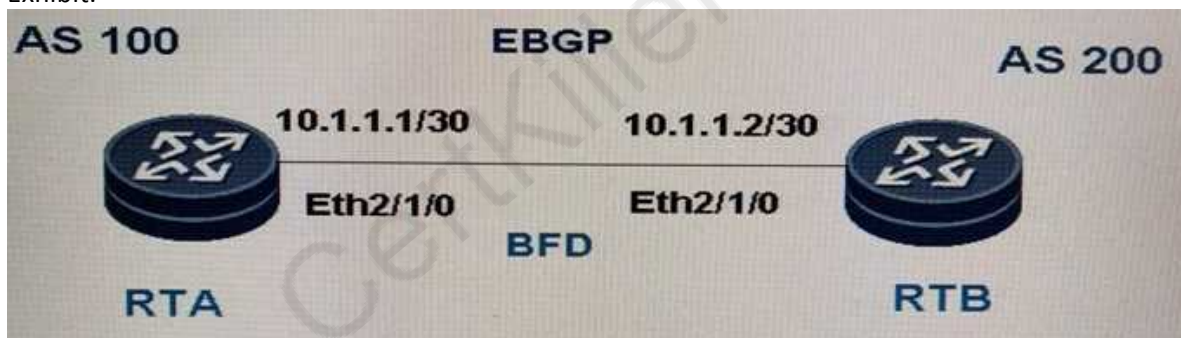 AS 100
EBGP
AS 200
10.1.1.1/30
10.1.1.2/30
Eth2/1/0
Eth2/1/0
BFD
RTA
RTB
CertKiller